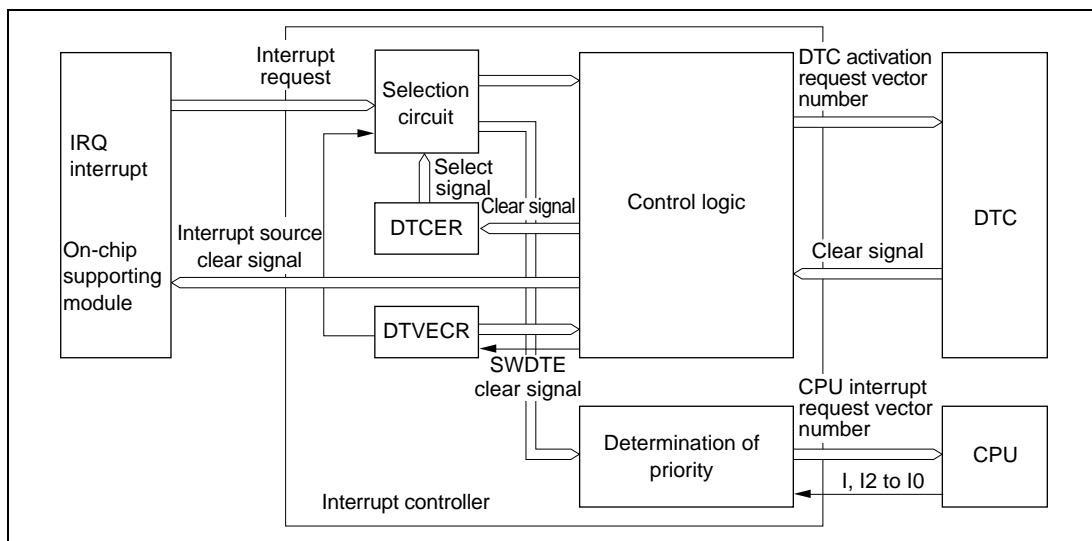 Interrupt
request
Selection
circuit
DTC activation
request vector
number
IRQ
interrupt
On-chip
supporting
module
Select
signal
DTCER
Clear signal
Control logic
DTC
Interrupt source
clear signal
Clear signal
DTVECR
SWDTE
clear signal
CPU interrupt
request vector
number
Determination of
priority
CPU
I, I2 to I0
Interrupt controller